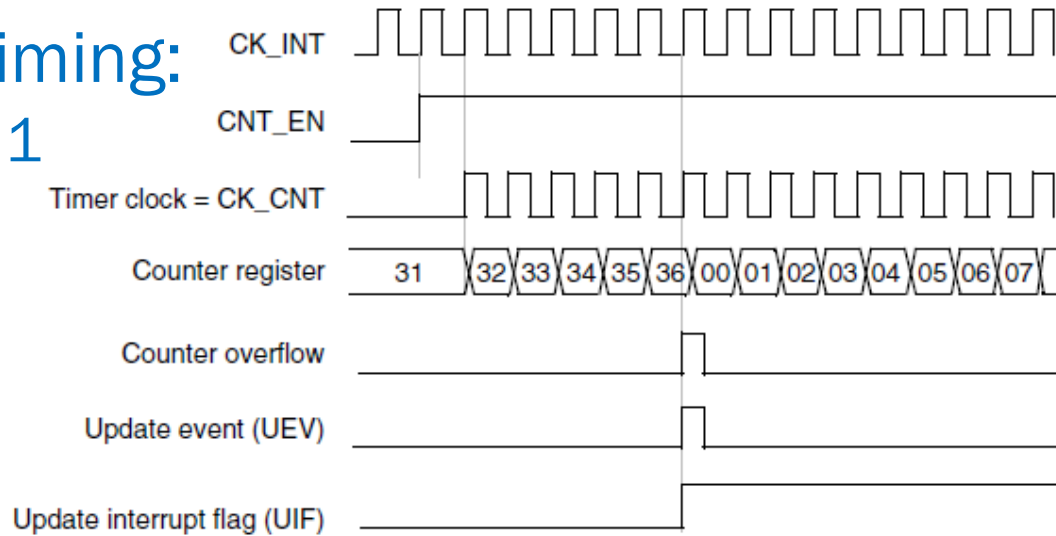 iming:
1
CK_INT
CNT_EN
Timer clock = CK_CNT
Counter register 31 32 33 34 35 36 00 01 02 03 04 05 06 07
Counter overflow
Update event (UEV)
Update interrupt flag (UIF)